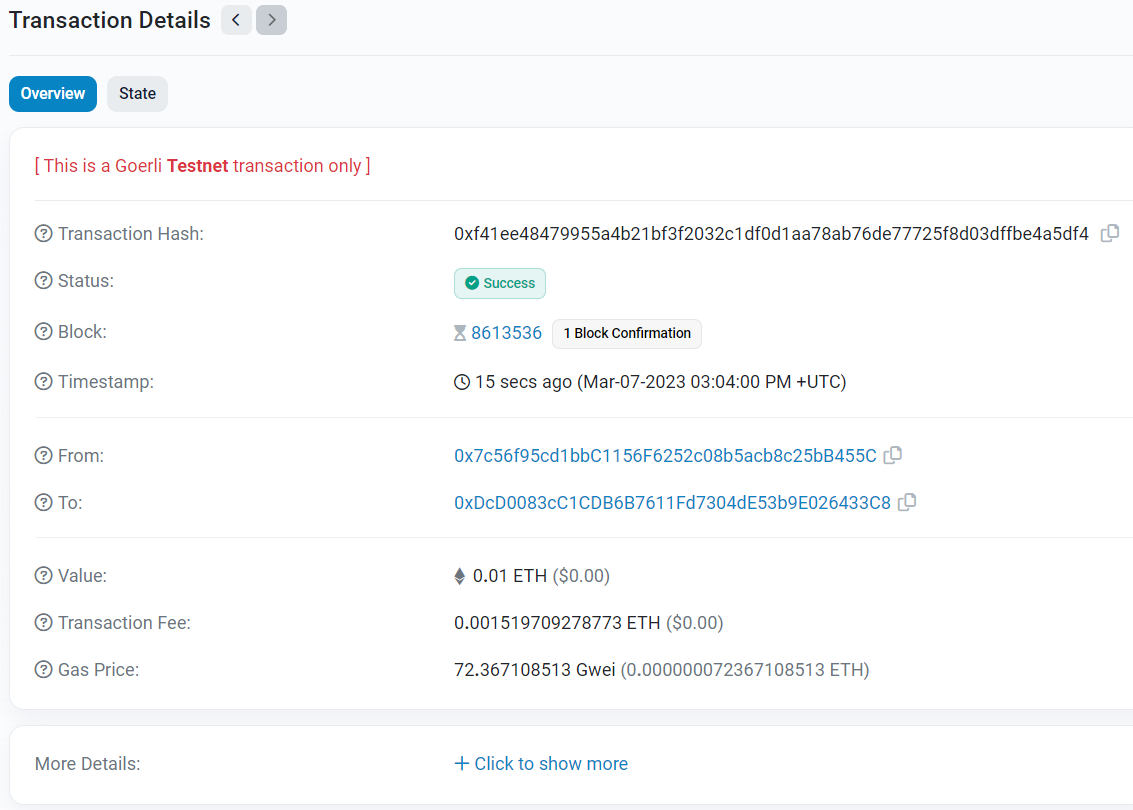 Transaction Details
Overview State
[ This is a Goerli Testnet transaction only ]
Transaction Hash: 0xf41ee48479955a4b21bf3f2032c1df0d1aa78ab76de77725f8d03dffbe4a5df4
Status: Success
Block: 8613536 1 Block Confirmation
Timestamp: 15 secs ago (Mar-07-2023 03:04:00 PM +UTC)
From: 0x7c56f95cd1bbC1156F6252c08b5acb8c25bB455C
To: 0xDcD0083cC1CDB6B7611Fd7304dE53b9E026433C8
Value: 0.01 ETH ($0.00)
Transaction Fee: 0.001519709278773 ETH ($0.00)
Gas Price: 72.367108513 Gwei (0.000000072367108513 ETH)
More Details: + Click to show more